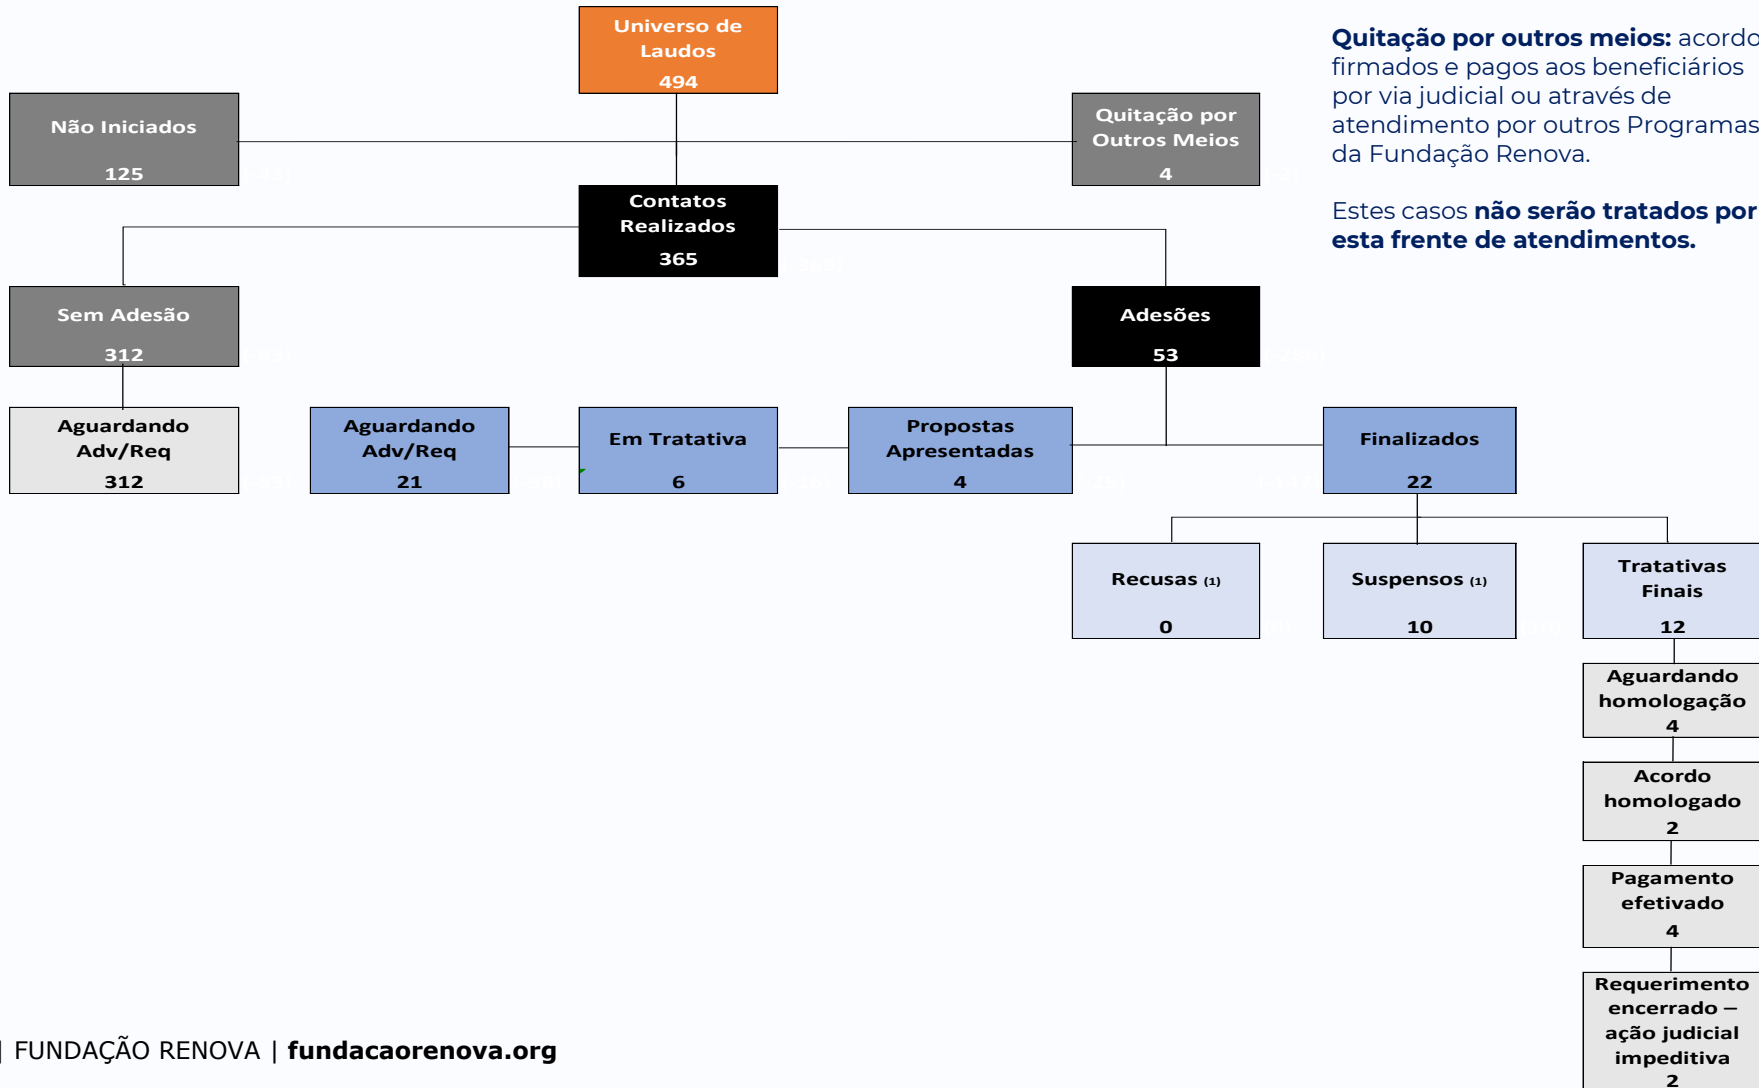 Universo de
Laudos
494
Quitação por outros meios: acordo
firmados e pagos aos beneficiários
por via judicial ou através de
atendimento por outros Programas
da Fundação Renova.
Estes casos não serão tratados por
esta frente de atendimentos.
Não Iniciados
125
Quitação por
Outros Meios
4
Contatos
Realizados
365
Sem Adesão
312
Adesões
53
Aguardando
Adv/Req
312
Aguardando
Adv/Req
21
Em Tratativa
6
Propostas
Apresentadas
4
Finalizados
22
Recusas (1)
0
Suspensos (1)
10
Tratativas
Finais
12
Aguardando
homologação
4
Acordo
homologado
2
Pagamento
efetivado
4
Requerimento
encerrado –
ação judicial
impeditiva
2
| FUNDAÇÃO RENOVA | fundacaorenova.org